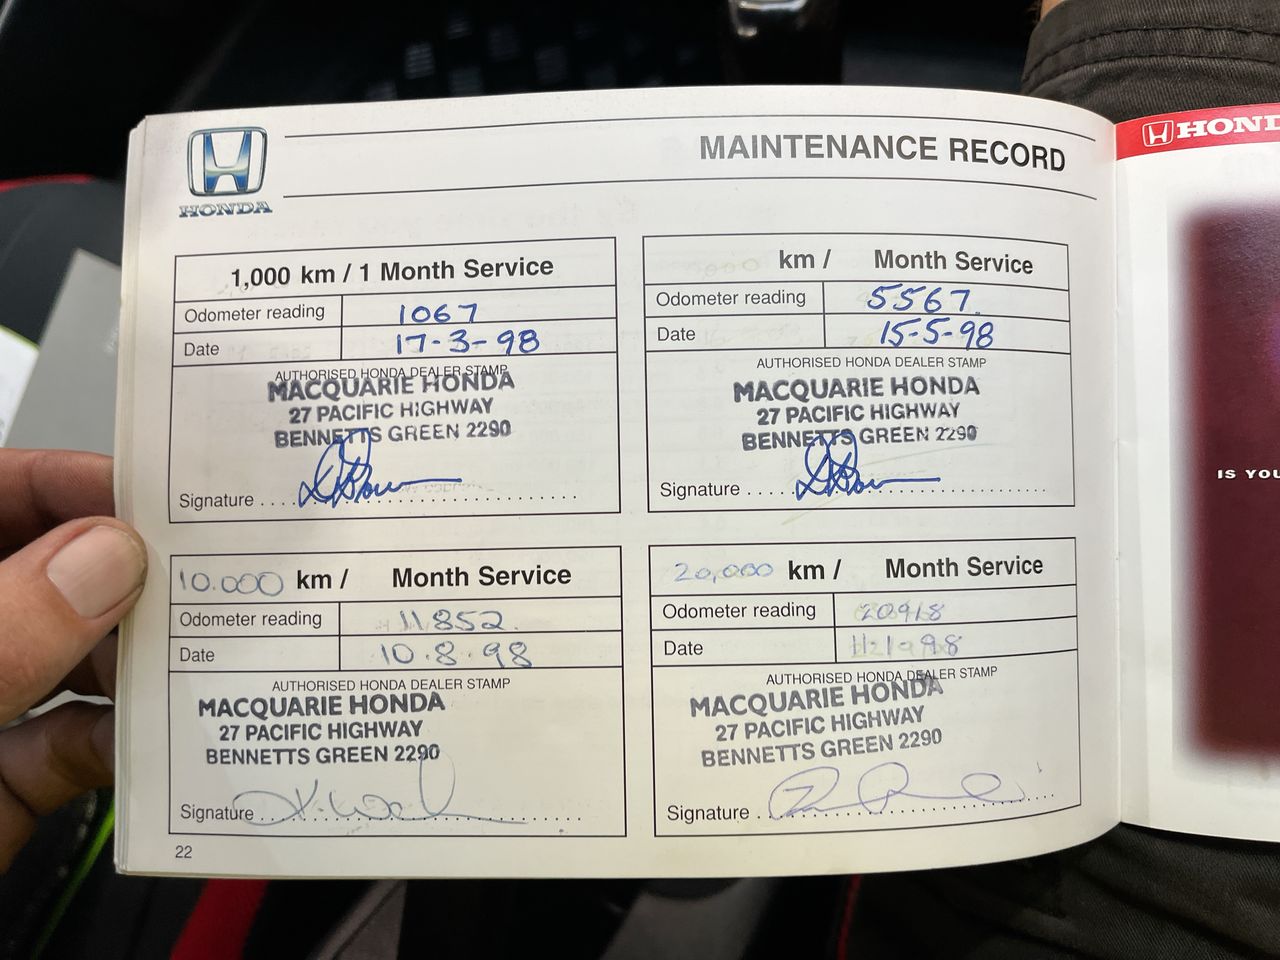 HONDA
MAINTENANCE RECORD
1,000 km / 1 Month Service
Odometer reading 1067
Date 17-3-98
AUTHORISED HONDA DEALER STAMP
MACQUARIE HONDA
27 PACIFIC HIGHWAY
BENNETTS GREEN 2290
Signature
km / Month Service
Odometer reading 5567
Date 15-5-98
AUTHORISED HONDA DEALER STAMP
MACQUARIE HONDA
27 PACIFIC HIGHWAY
BENNETTS GREEN 2290
Signature
10.000 km / Month Service
Odometer reading 11852
Date 10.8.98
AUTHORISED HONDA DEALER STAMP
MACQUARIE HONDA
27 PACIFIC HIGHWAY
BENNETTS GREEN 2290
Signature
20,000 km / Month Service
Odometer reading 20918
Date
AUTHORISED HONDA DEALER STAMP
MACQUARIE HONDA
27 PACIFIC HIGHWAY
BENNETTS GREEN 2290
Signature
22
HOND
IS YOU